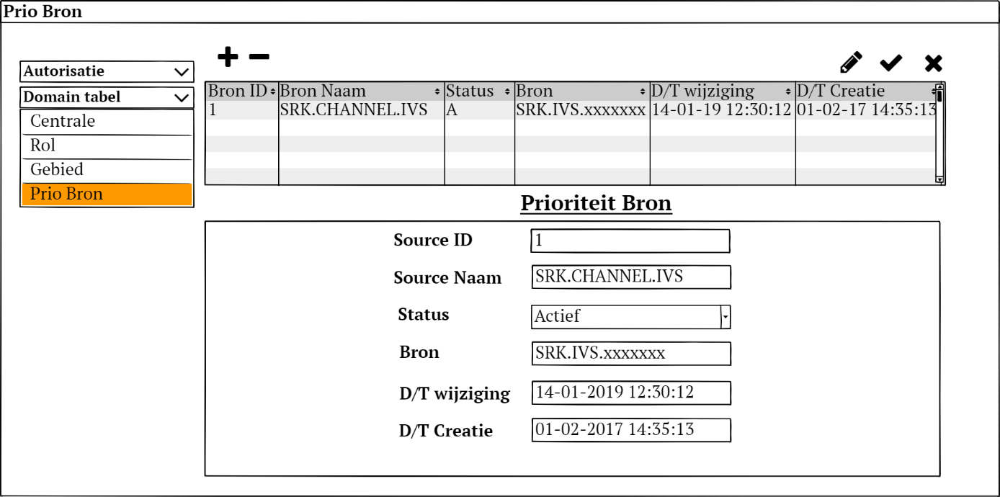 Prio Bron
Autorisatie
Domain tabel
Centrale
Rol
Gebied
Prio Bron
Bron ID Bron Naam Status Bron D/T wijziging D/T Creatie
1 SRK.CHANNEL.IVS A SRK.IVS.xxxxxxx 14-01-19 12:30:12 01-02-17 14:35:13
Prioriteit Bron
Source ID 1
Source Naam SRK.CHANNEL.IVS
Status Actief
Bron SRK.IVS.xxxxxxx
D/T wijziging 14-01-2019 12:30:12
D/T Creatie 01-02-2017 14:35:13